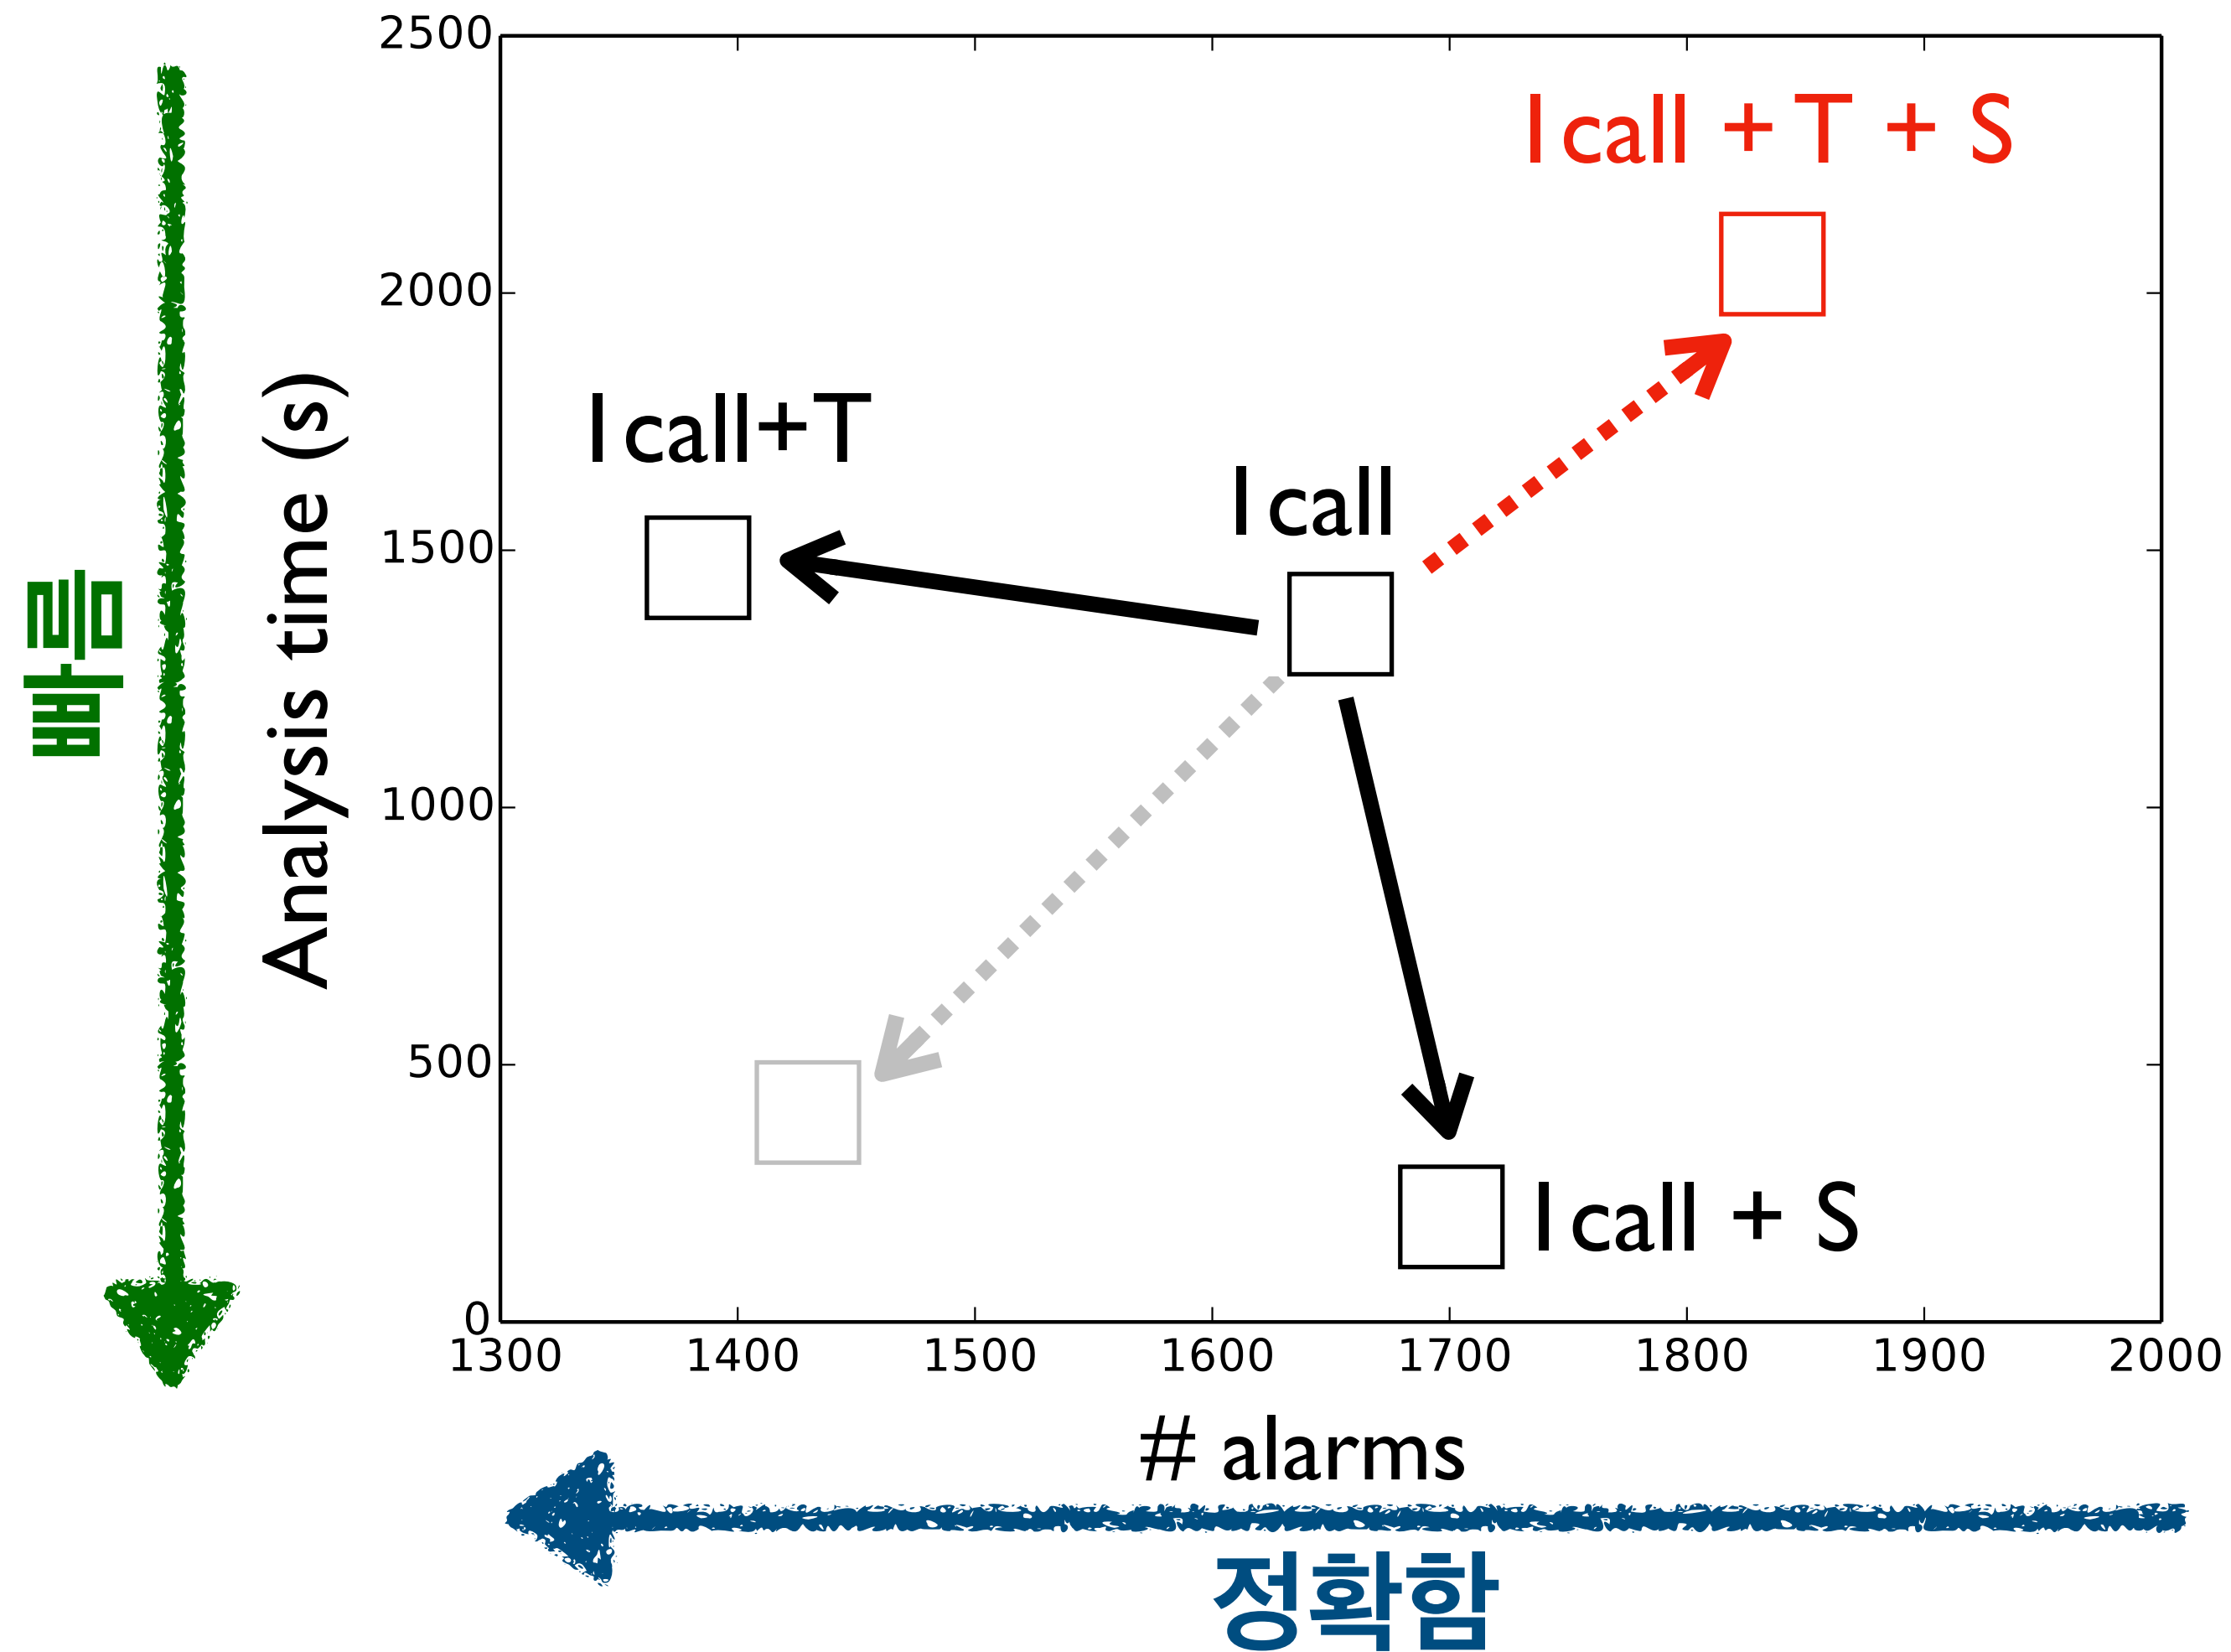 2500
1call + T + S
2000
1call+T
1call
1500
1000
500
1call + S
0
빠름
Analysis time (s)
1300 1400 1500 1600 1700 1800 1900 2000
# alarms
정확함